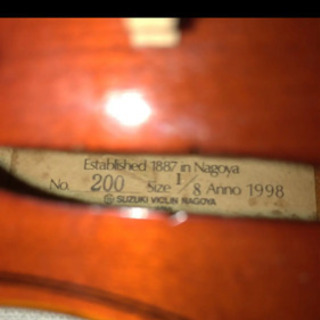 Established 1887 in Nagoya
No. 200 Size 1/8 Anno 1998
SUZUKI VIOLIN NAGOYA